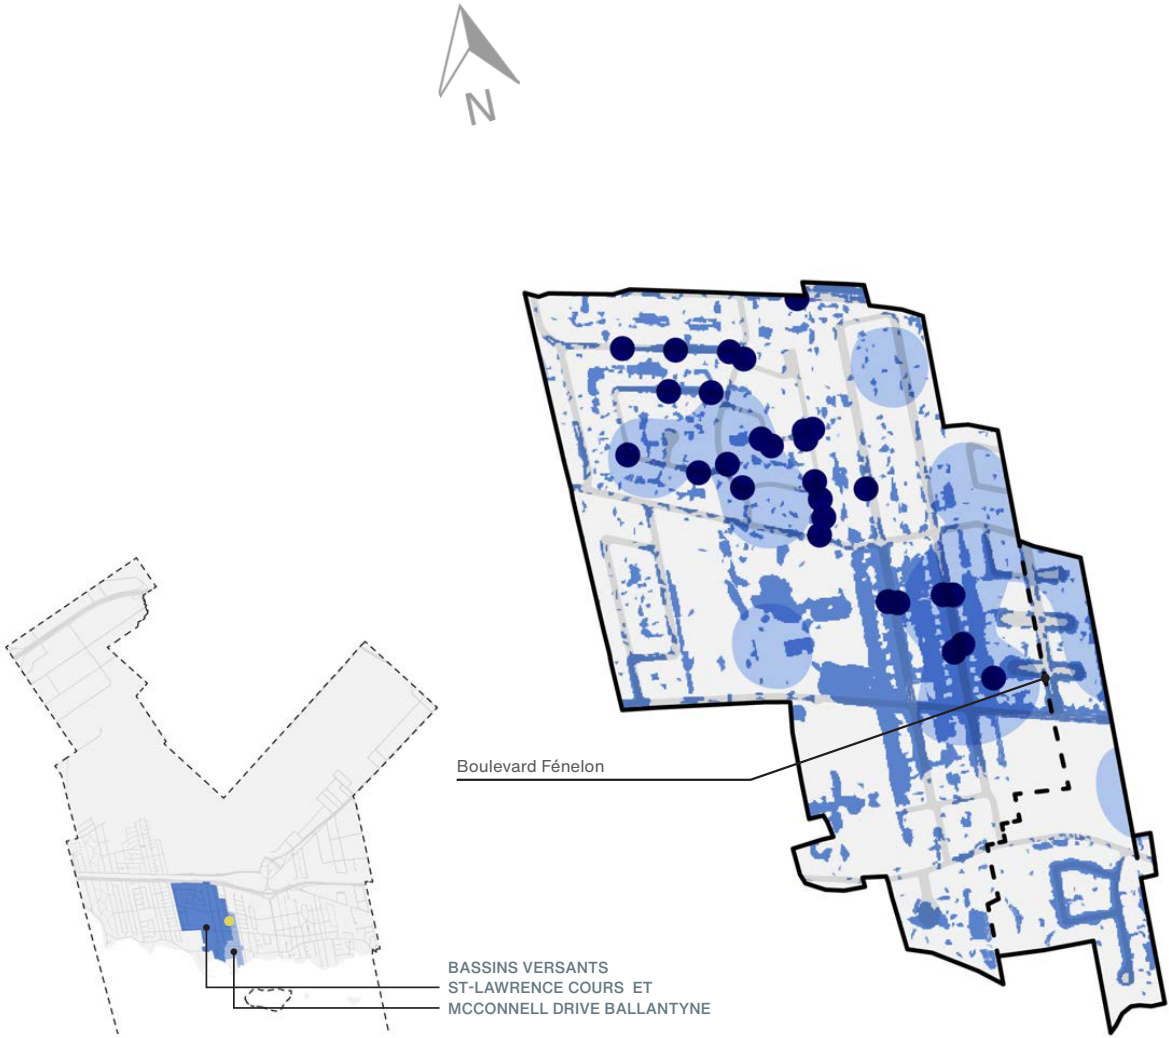 N
Boulevard Fénelon
BASSINS VERSANTS
ST-LAWRENCE COURS ET
MCCONNELL DRIVE BALLANTYNE